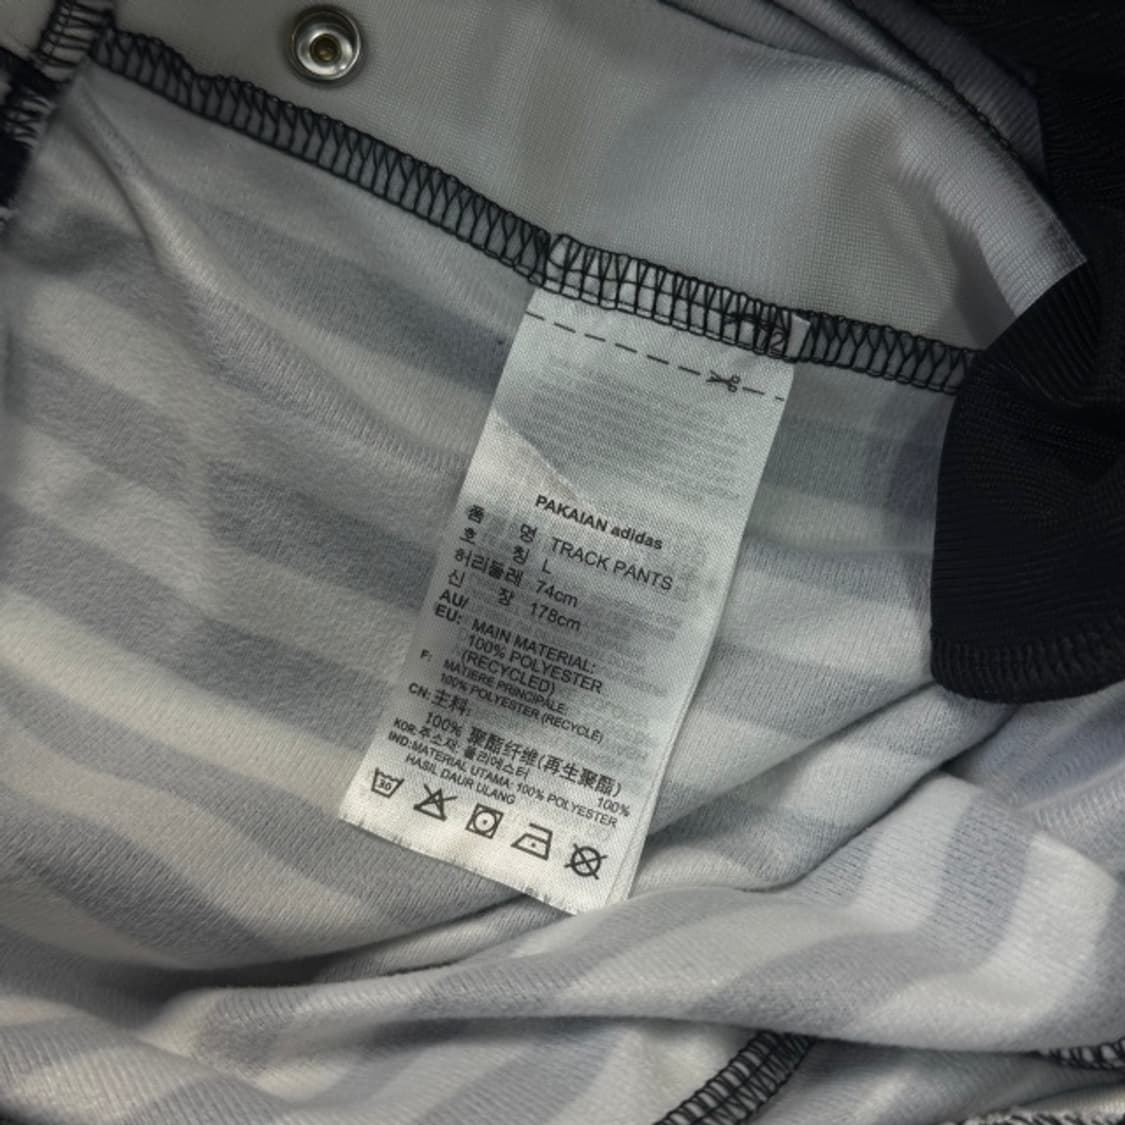 PAKAIAN adidas
품 명 TRACK PANTS
호 칭 L
허리둘레 74cm
신 장 178cm
AU/
EU: MAIN MATERIAL:
100% POLYESTER
(RECYCLED)
F: MATIÈRE PRINCIPALE:
100% POLYESTER (RECYCLÉ)
CN: 主料:
100% 聚酯纤维(再生聚酯)
KOR: 주소재: 폴리에스터 100%
IND: MATERIAL UTAMA: 100% POLYESTER
HASIL DAUR ULANG
30